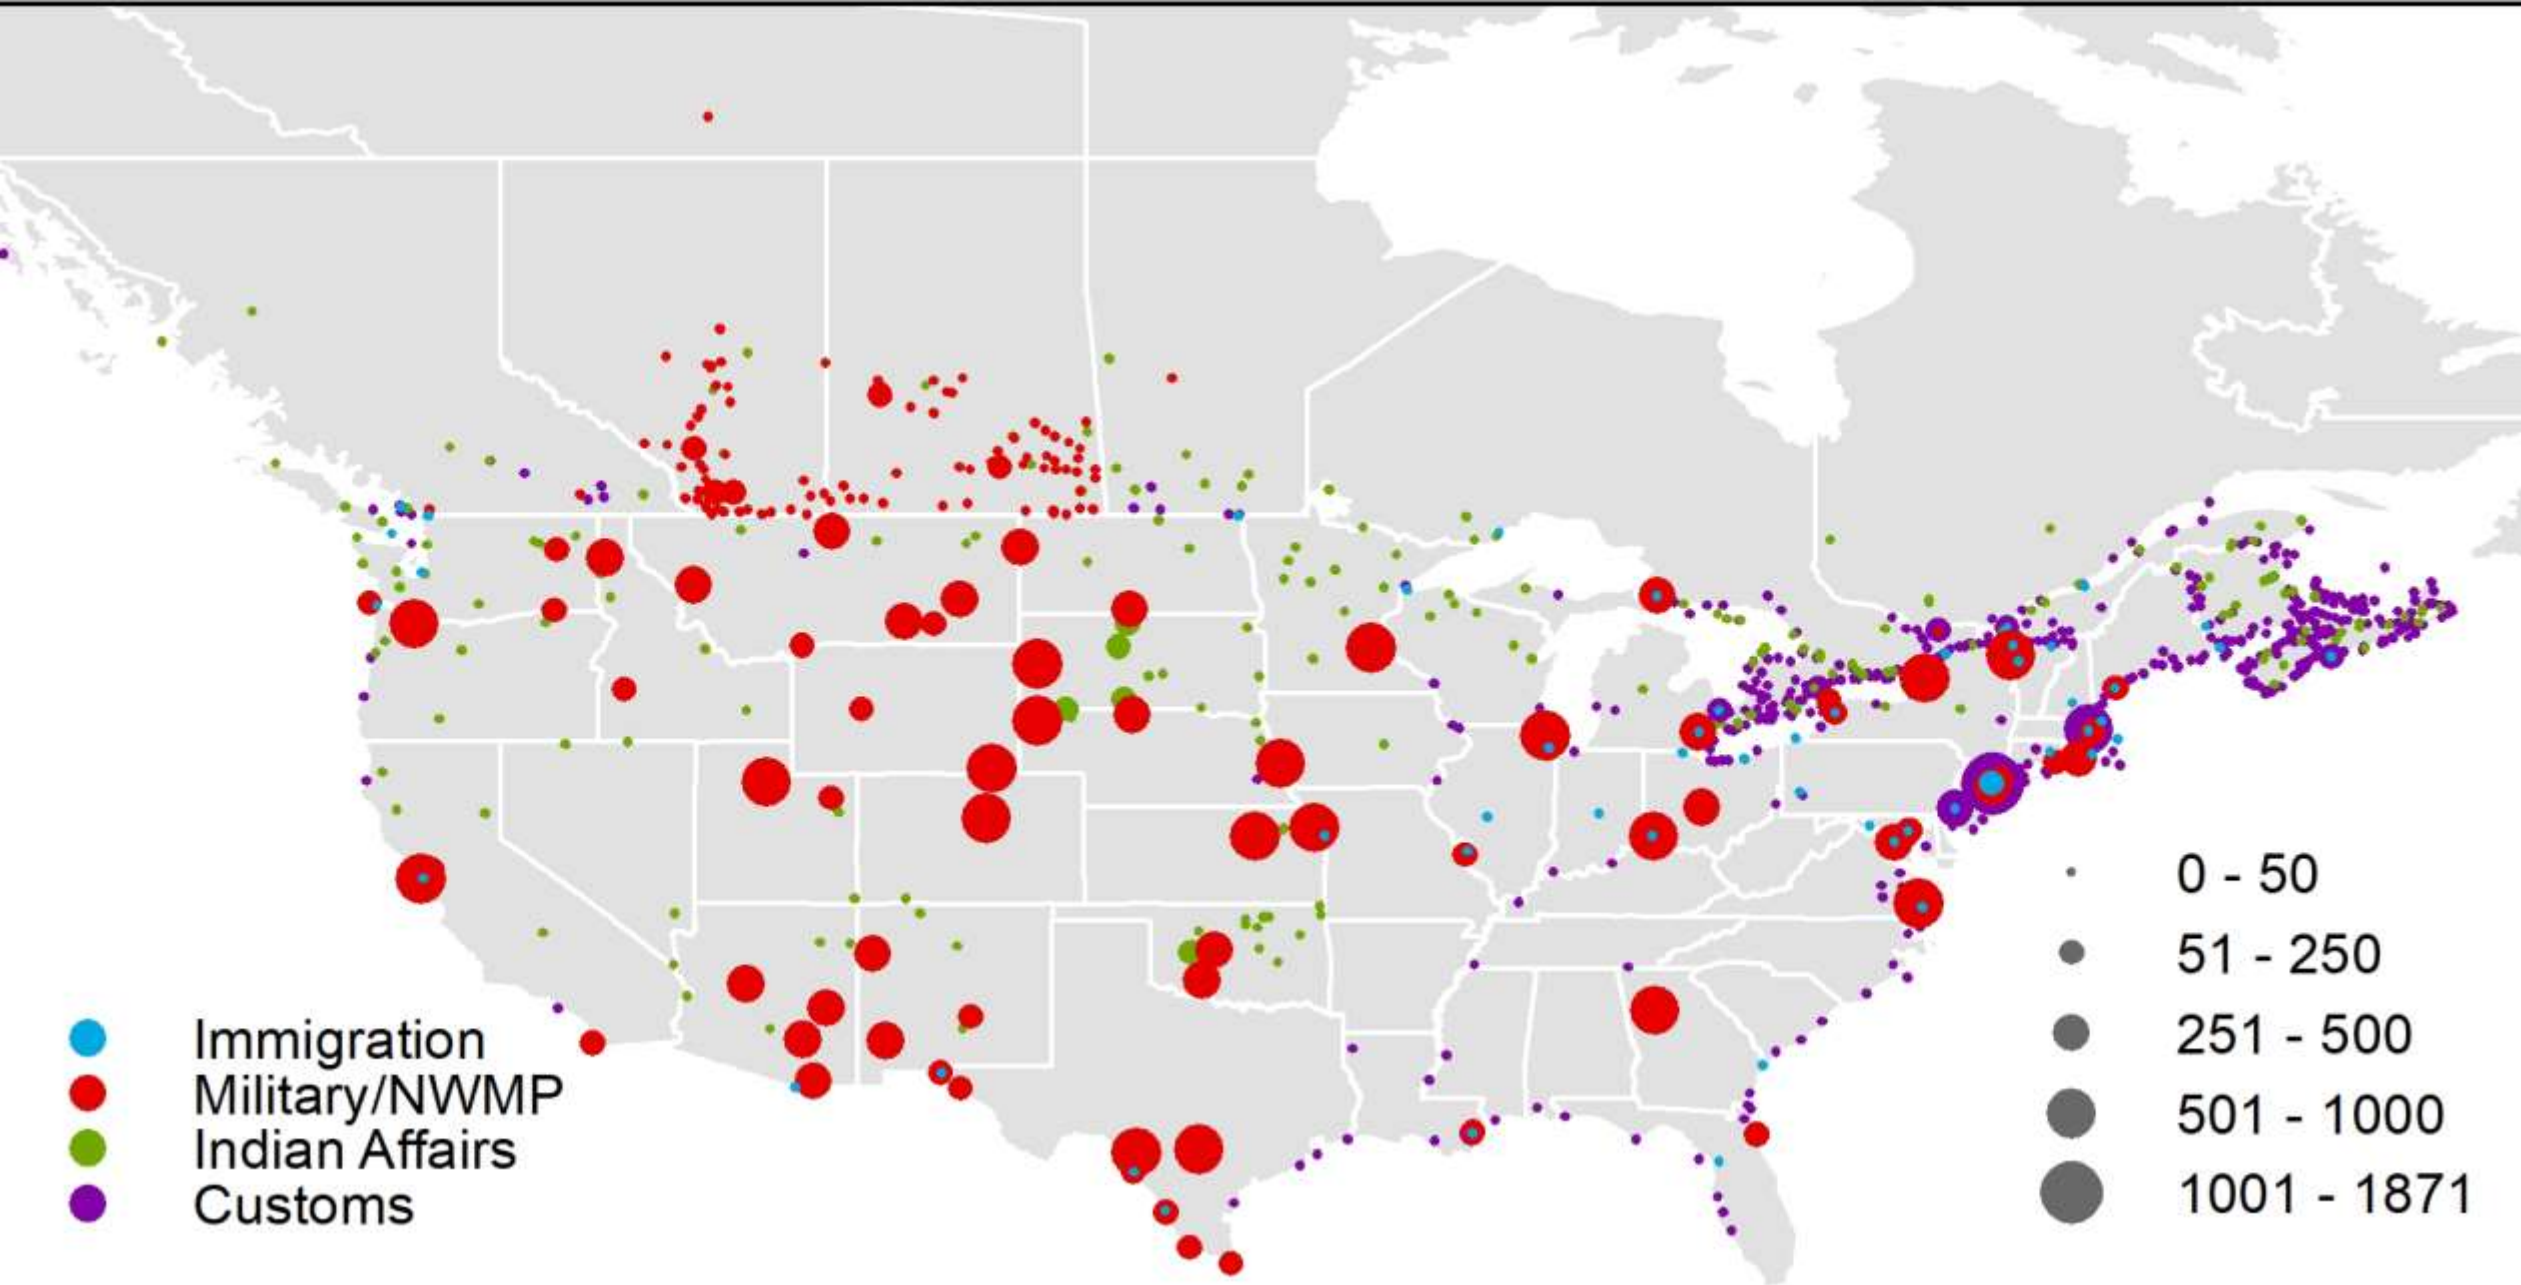 Immigration
Military/NWMP
Indian Affairs
Customs
0 - 50
51 - 250
251 - 500
501 - 1000
1001 - 1871